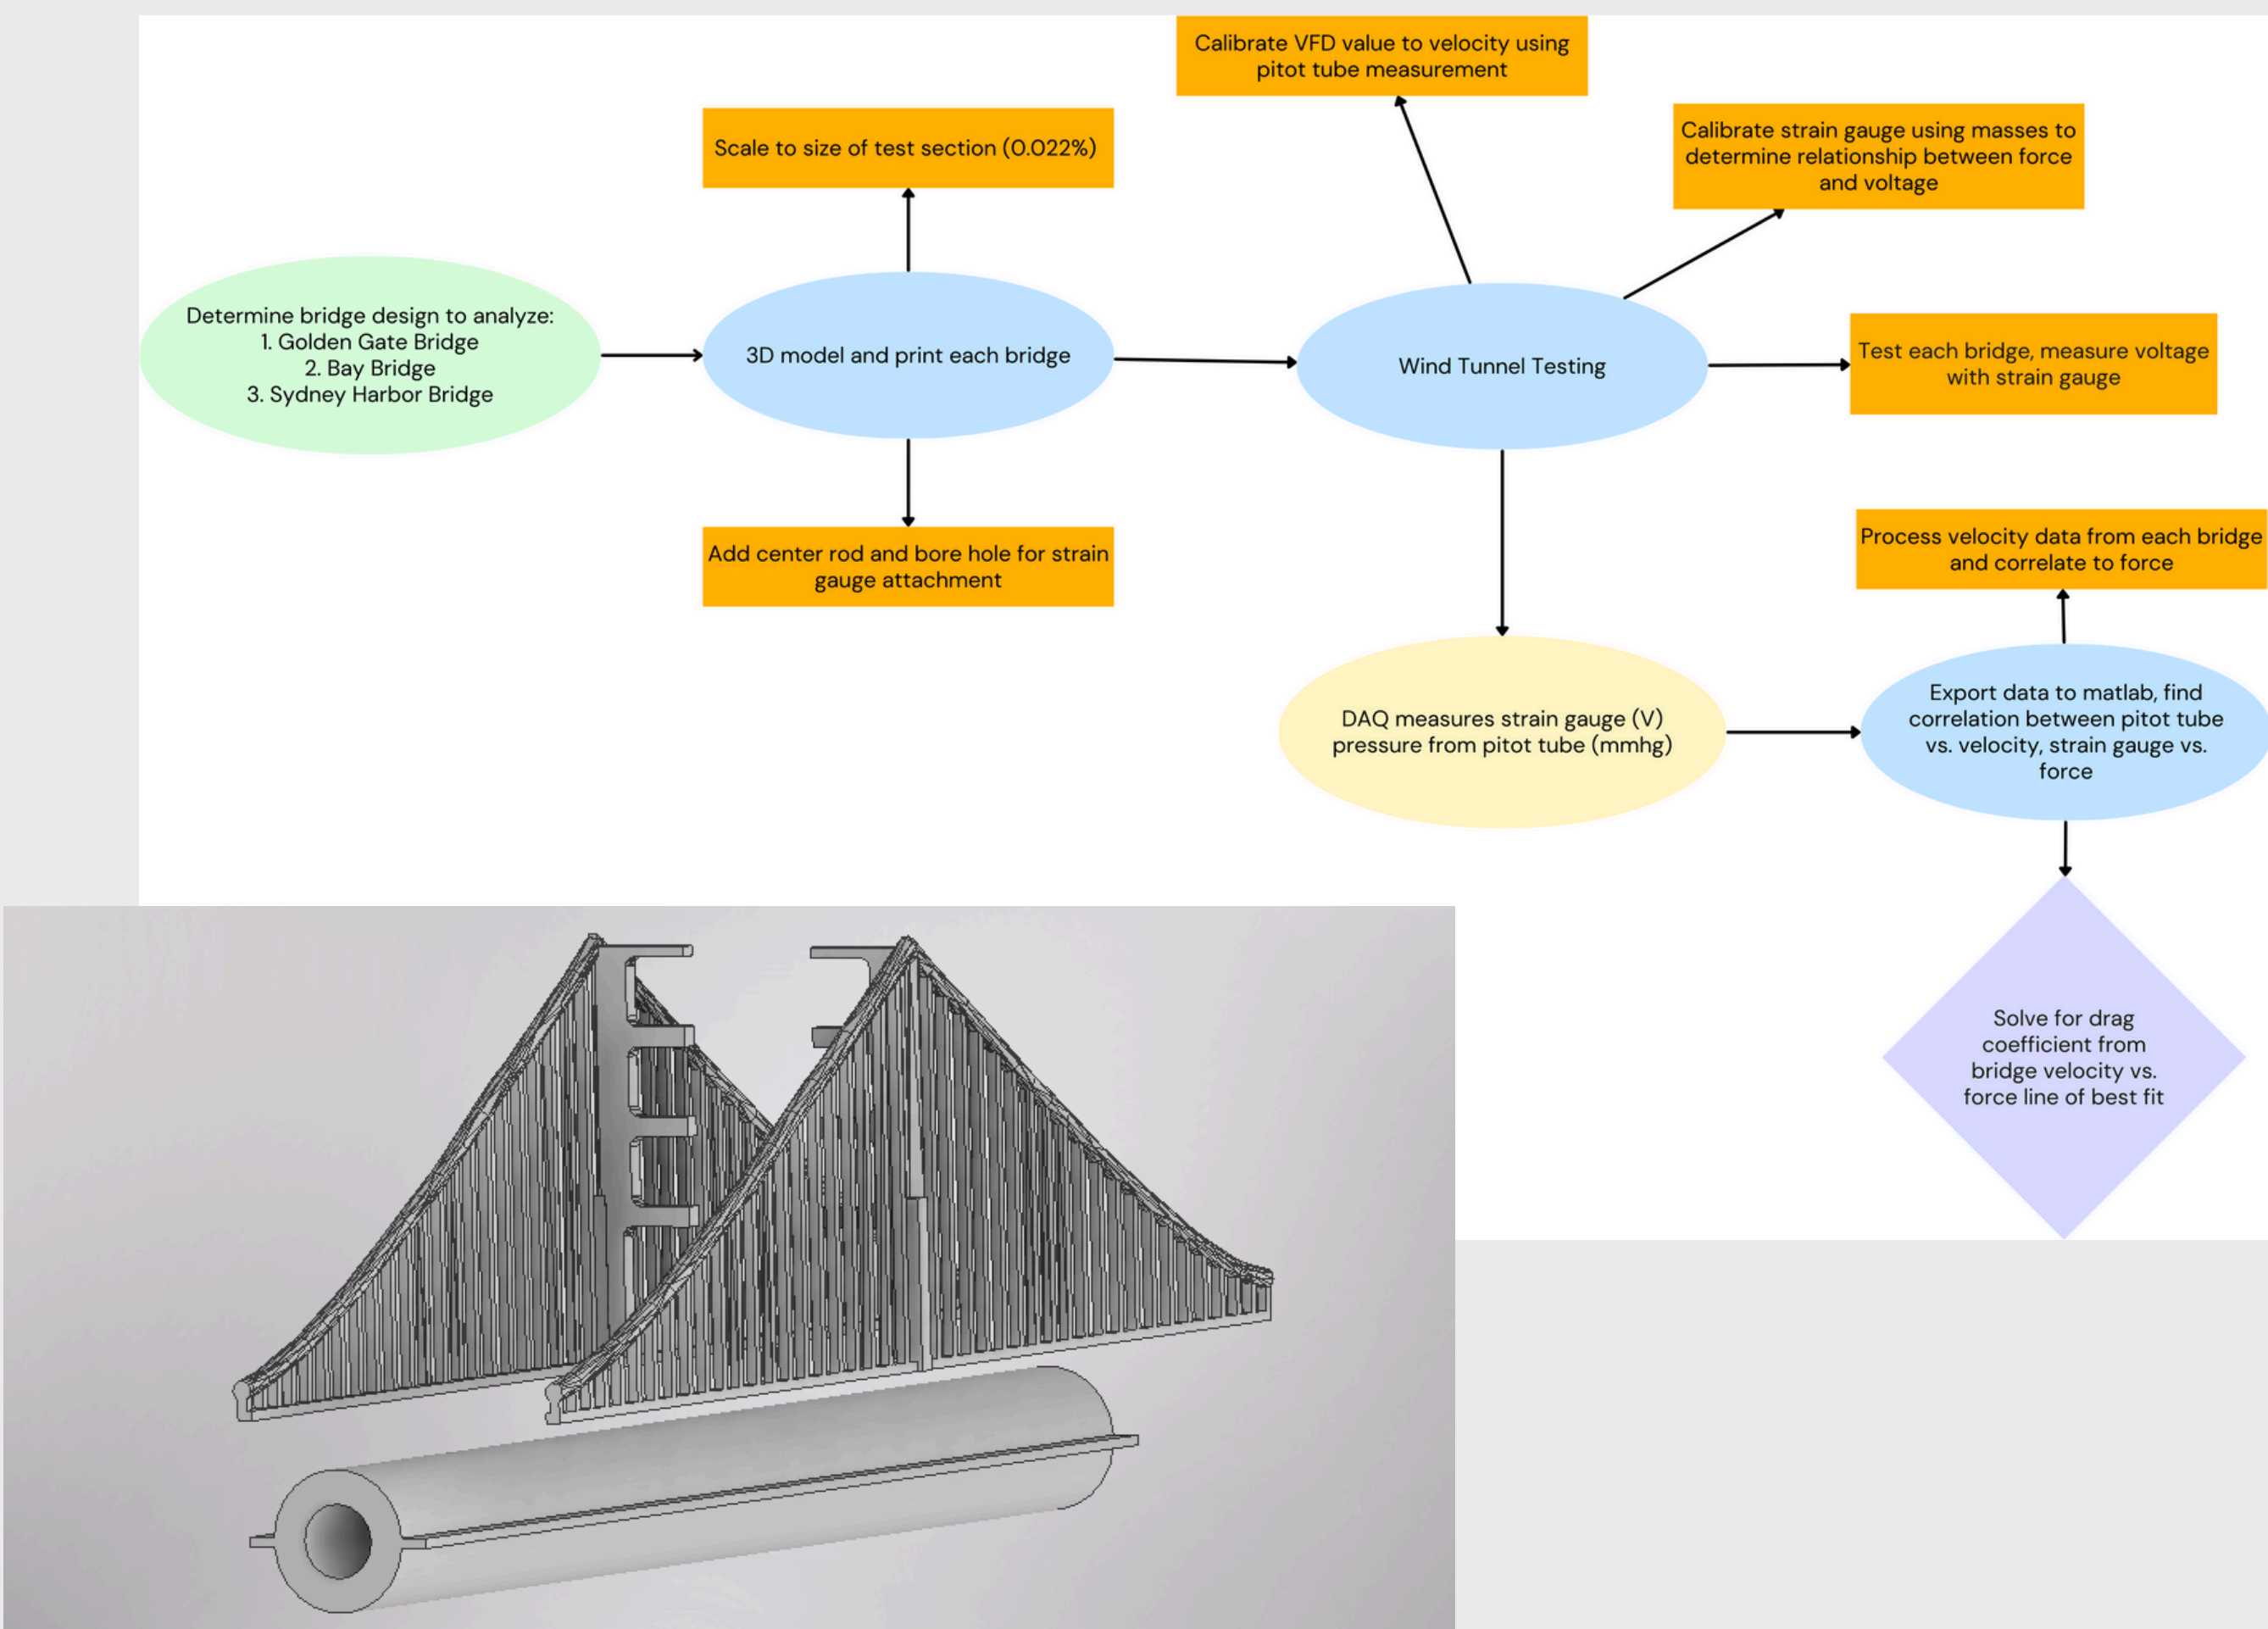 Calibrate VFD value to velocity using
pitot tube measurement
Scale to size of test section (0.022%)
Calibrate strain gauge using masses to
determine relationship between force
and voltage
Determine bridge design to analyze:
1. Golden Gate Bridge
2. Bay Bridge
3. Sydney Harbor Bridge
3D model and print each bridge
Wind Tunnel Testing
Test each bridge, measure voltage
with strain gauge
Add center rod and bore hole for strain
gauge attachment
Process velocity data from each bridge
and correlate to force
DAQ measures strain gauge (V)
pressure from pitot tube (mmhg)
Export data to matlab, find
correlation between pitot tube
vs. velocity, strain gauge vs.
force
Solve for drag
coefficient from
bridge velocity vs.
force line of best fit